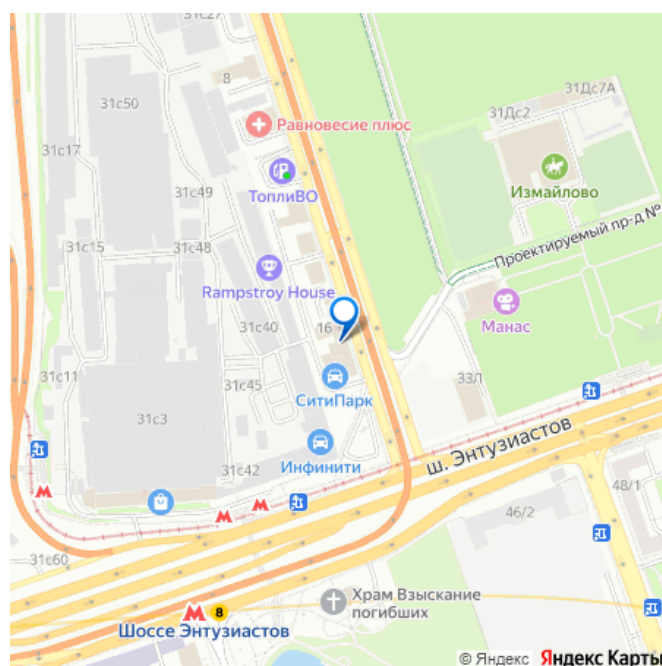 31с27
8
31с50
31Дс7А
31Дс2
Равновесие плюс
31с17
Измайлово
31с49
ТоплиВО
Проектируемый пр-д №
31с15
31с48
Rampstroy House
Манас
31с40
16
33Л
31с11
31с45
СитиПарк
31с3
ш. Энтузиастов
31с42
Инфинити
48/1
46/2
31с60
8
Храм Взыскание
погибших
Шоссе Энтузиастов
© Яндекс Яндекс Карты